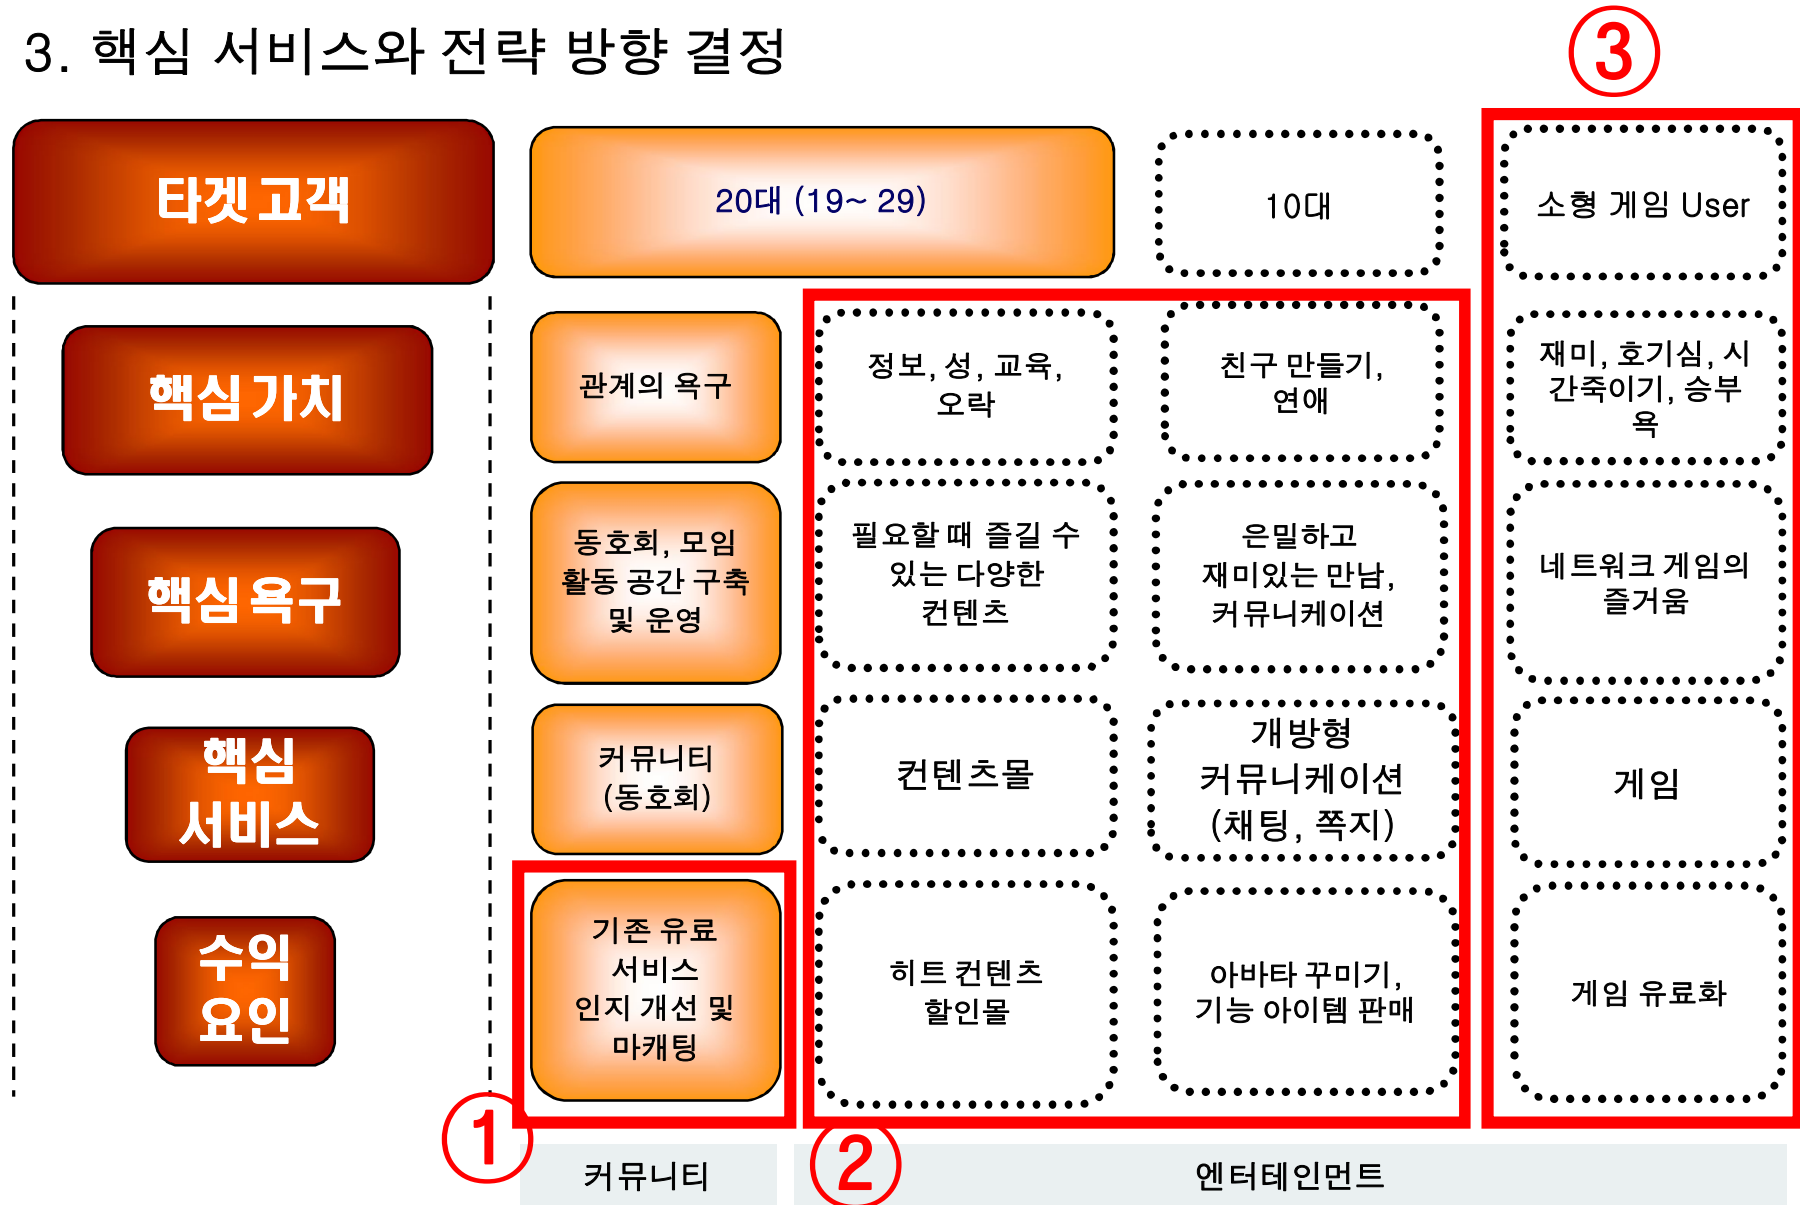 3. 핵심 서비스와 전략 방향 결정
③
타겟 고객
20대 (19~ 29)
10대
소형 게임 User
핵심 가치
관계의 욕구
정보, 성, 교육,
오락
친구 만들기,
연애
재미, 호기심, 시
간죽이기, 승부
욕
핵심 욕구
동호회, 모임
활동 공간 구축
및 운영
필요할 때 즐길 수
있는 다양한
컨텐츠
은밀하고
재미있는 만남,
커뮤니케이션
네트워크 게임의
즐거움
핵심
서비스
커뮤니티
(동호회)
컨텐츠몰
개방형
커뮤니케이션
(채팅, 쪽지)
게임
수익
요인
기존 유료
서비스
인지 개선 및
마캐팅
히트 컨텐츠
할인몰
아바타 꾸미기,
기능 아이템 판매
게임 유료화
①
②
커뮤니티
엔터테인먼트